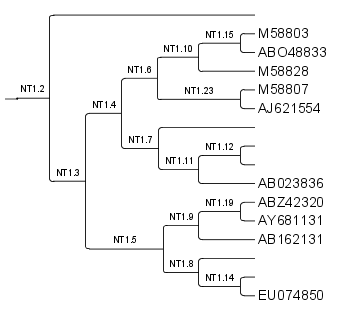 NT1.15
M58803
NT1.10
ABO48833
NT1.6
M58828
NT1.2
M58807
NT1.23
NT1.4
AJ621554
NT1.7
NT1.12
NT1.11
NT1.3
AB023836
NT1.19
ABZ42320
NT1.9
AY681131
NT1.5
AB162131
NT1.8
NT1.14
EU074850